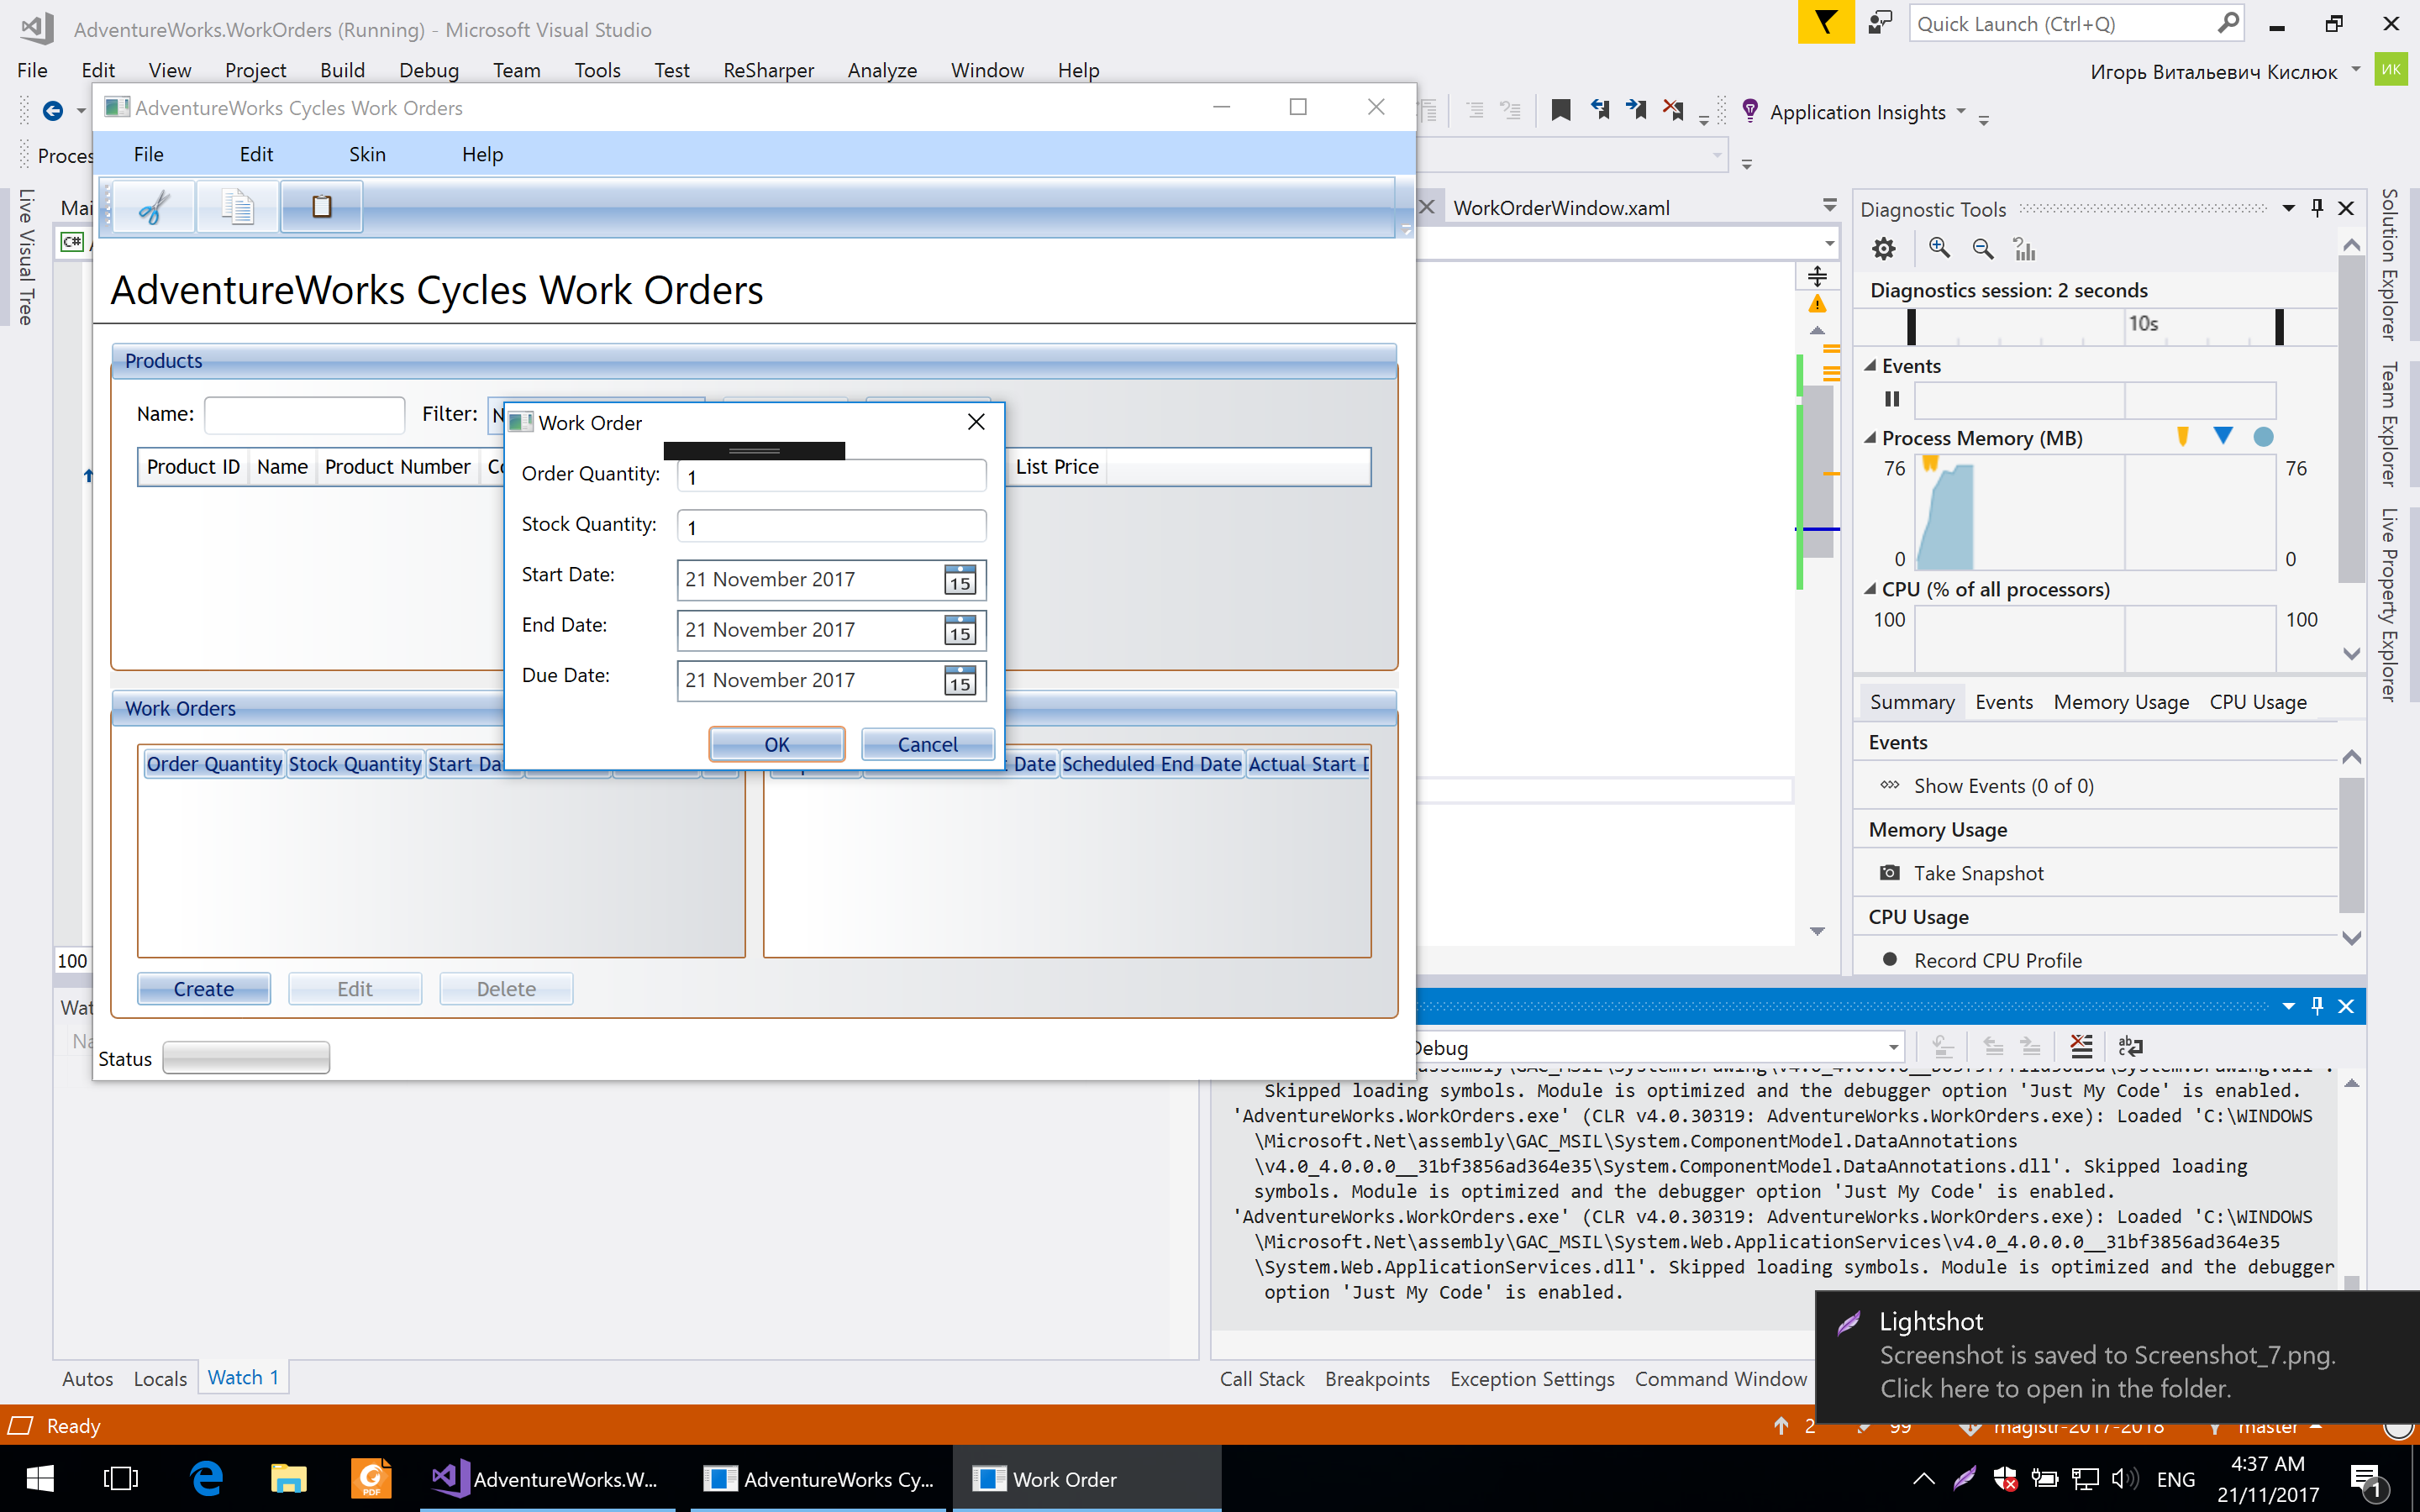 AdventureWorks.WorkOrders (Running) - Microsoft Visual Studio
Quick Launch (Ctrl+Q)
File Edit View Project Build Debug Team Tools Test ReSharper Analyze Window Help
Игорь Витальевич Кислюк
ИК
AdventureWorks Cycles Work Orders
Application Insights
File Edit Skin Help
Live Visual Tree
WorkOrderWindow.xaml
C#
AdventureWorks Cycles Work Orders
Products
Name:
Filter:
Product ID Name Product Number
List Price
Work Order
Order Quantity:
1
Stock Quantity:
1
Start Date:
21 November 2017
15
End Date:
21 November 2017
15
Due Date:
21 November 2017
15
OK
Cancel
Work Orders
Order Quantity Stock Quantity
Date Scheduled End Date Actual Start
Create
Edit
Delete
Status
100
Diagnostic Tools
Diagnostics session: 2 seconds
10s
Events
Process Memory (MB)
76
76
0
0
CPU (% of all processors)
100
100
Summary Events Memory Usage CPU Usage
Events
Show Events (0 of 0)
Memory Usage
Take Snapshot
CPU Usage
Record CPU Profile
Solution Explorer
Team Explorer
Live Property Explorer
Debug
Skipped loading symbols. Module is optimized and the debugger option 'Just My Code' is enabled.
'AdventureWorks.WorkOrders.exe' (CLR v4.0.30319: AdventureWorks.WorkOrders.exe): Loaded 'C:\WINDOWS
\Microsoft.Net\assembly\GAC_MSIL\System.ComponentModel.DataAnnotations
\v4.0_4.0.0.0__31bf3856ad364e35\System.ComponentModel.DataAnnotations.dll'. Skipped loading
symbols. Module is optimized and the debugger option 'Just My Code' is enabled.
'AdventureWorks.WorkOrders.exe' (CLR v4.0.30319: AdventureWorks.WorkOrders.exe): Loaded 'C:\WINDOWS
\Microsoft.Net\assembly\GAC_MSIL\System.Web.ApplicationServices\v4.0_4.0.0.0__31bf3856ad364e35
\System.Web.ApplicationServices.dll'. Skipped loading symbols. Module is optimized and the debugger
option 'Just My Code' is enabled.
Autos Locals Watch 1
Call Stack Breakpoints Exception Settings Command Window
Lightshot
Screenshot is saved to Screenshot_7.png.
Click here to open in the folder.
Ready
2
99
magistr-2017-2018
master
PDF
AdventureWorks.W...
AdventureWorks Cy...
Work Order
ENG
4:37 AM
21/11/2017
1